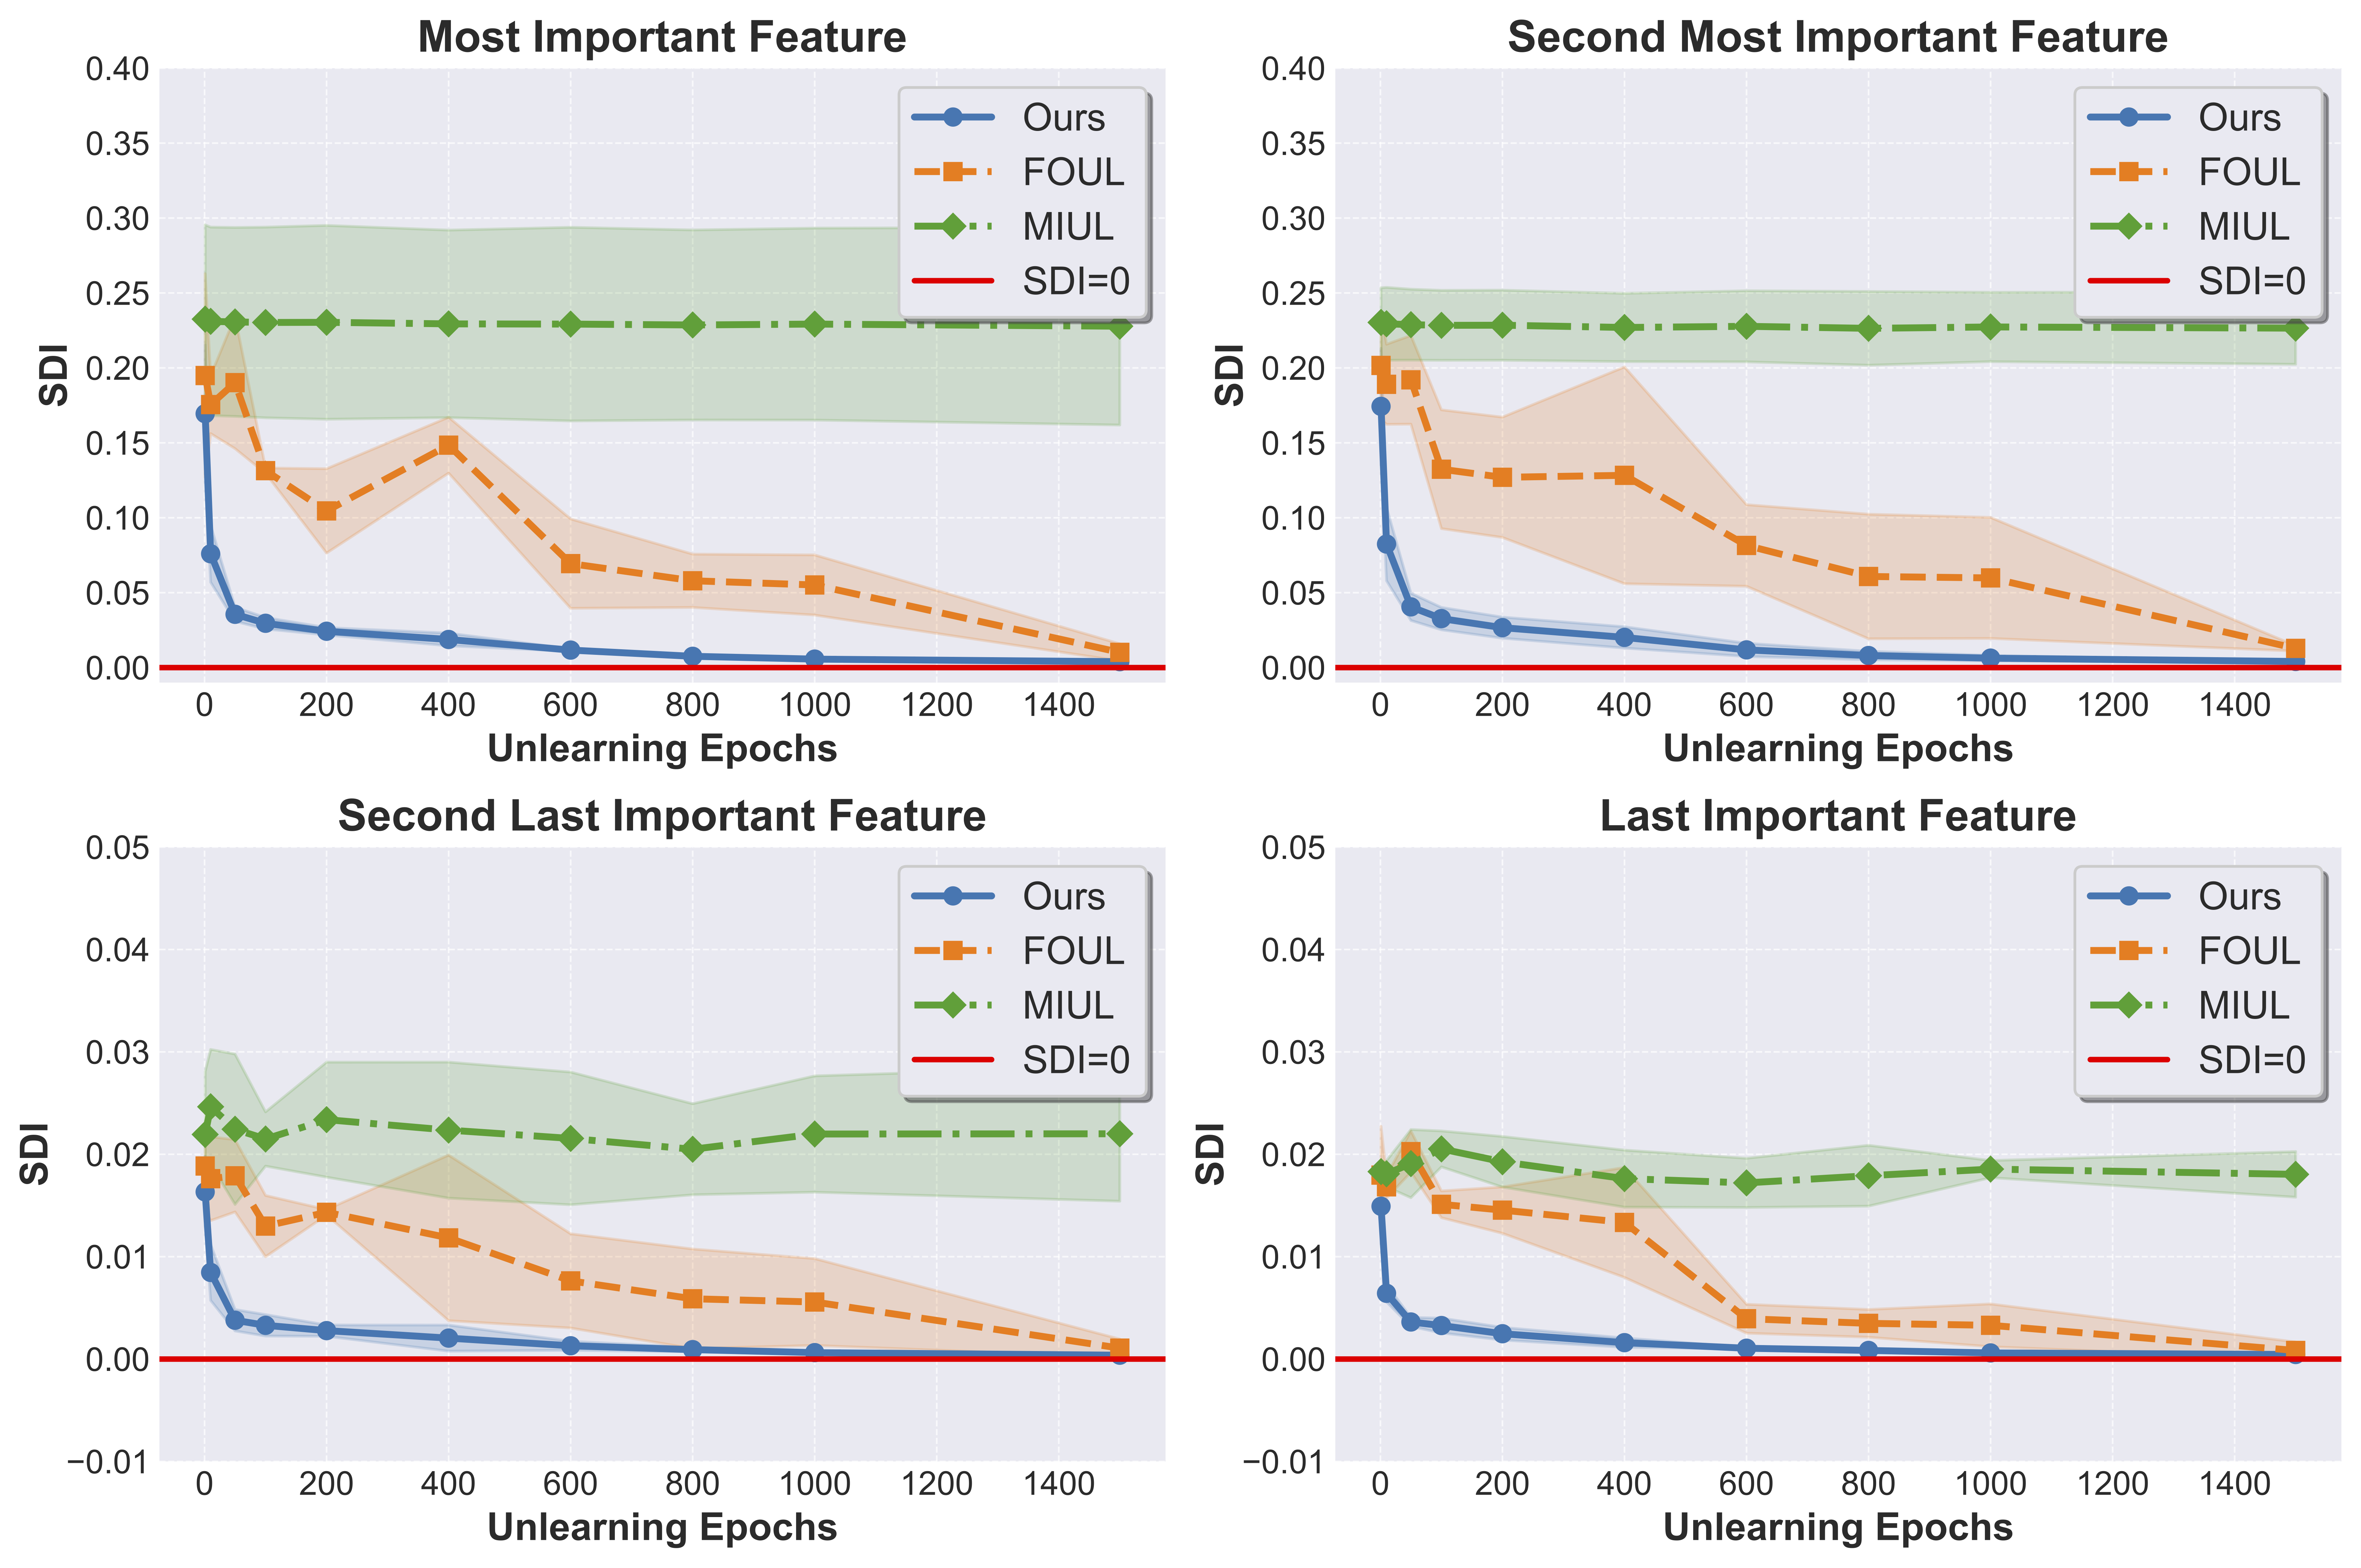 Most Important Feature
0.40
0.35
0.30
0.25
0.20
0.15
0.10
0.05
0.00
SDI
Ours
FOUL
MIUL
SDI=0
0 200 400 600 800 1000 1200 1400
Unlearning Epochs
Second Most Important Feature
0.40
0.35
0.30
0.25
0.20
0.15
0.10
0.05
0.00
SDI
Ours
FOUL
MIUL
SDI=0
0 200 400 600 800 1000 1200 1400
Unlearning Epochs
Second Last Important Feature
0.05
0.04
0.03
0.02
0.01
0.00
−0.01
SDI
Ours
FOUL
MIUL
SDI=0
0 200 400 600 800 1000 1200 1400
Unlearning Epochs
Last Important Feature
0.05
0.04
0.03
0.02
0.01
0.00
−0.01
SDI
Ours
FOUL
MIUL
SDI=0
0 200 400 600 800 1000 1200 1400
Unlearning Epochs